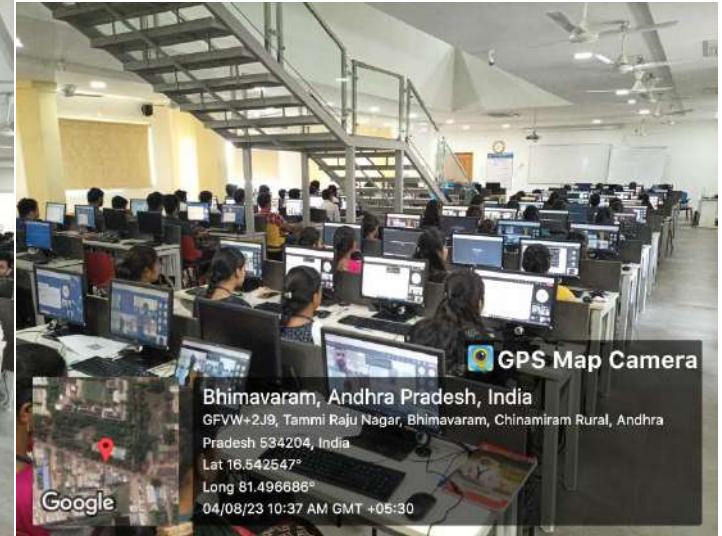 GPS Map Camera
Bhimavaram, Andhra Pradesh, India
GFVW+2J9, Tammi Raju Nagar, Bhimavaram, Chinamiram Rural, Andhra
Pradesh 534204, India
Lat 16.542547°
Long 81.496686°
04/08/23 10:37 AM GMT +05:30
Google